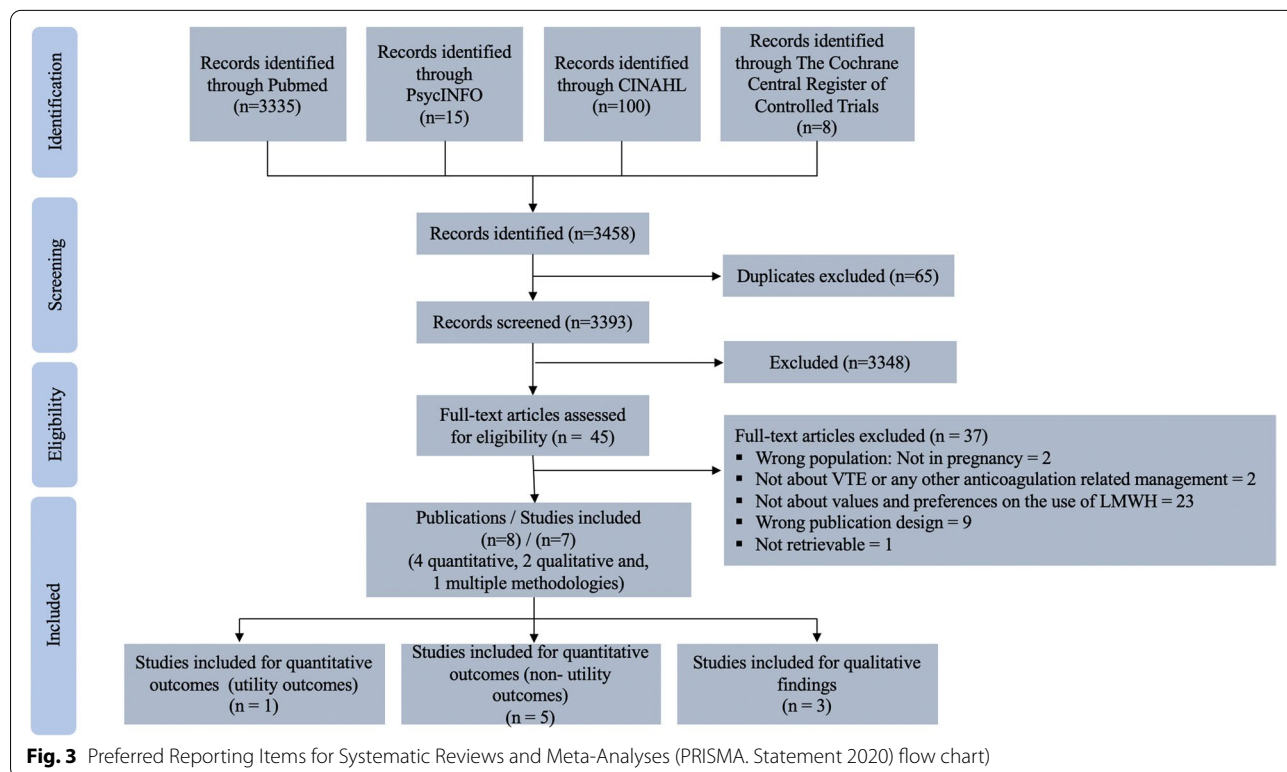 Identification
Records identified
through Pubmed
(n=3335)
Records identified
through
PsycINFO
(n=15)
Records identified
through CINAHL
(n=100)
Records identified
through The Cochrane
Central Register of
Controlled Trials
(n=8)
Screening
Records identified (n=3458)
Duplicates excluded (n=65)
Records screened (n=3393)
Excluded (n=3348)
Eligibility
Full-text articles assessed
for eligibility (n = 45)
Full-text articles excluded (n = 37)
▪ Wrong population: Not in pregnancy = 2
▪ Not about VTE or any other anticoagulation related management = 2
▪ Not about values and preferences on the use of LMWH = 23
▪ Wrong publication design = 9
▪ Not retrievable = 1
Included
Publications / Studies included
(n=8) / (n=7)
(4 quantitative, 2 qualitative and,
1 multiple methodologies)
Studies included for quantitative
outcomes (utility outcomes)
(n = 1)
Studies included for quantitative
outcomes (non- utility
outcomes)
(n = 5)
Studies included for qualitative
findings
(n = 3)
Fig. 3 Preferred Reporting Items for Systematic Reviews and Meta-Analyses (PRISMA. Statement 2020) flow chart)